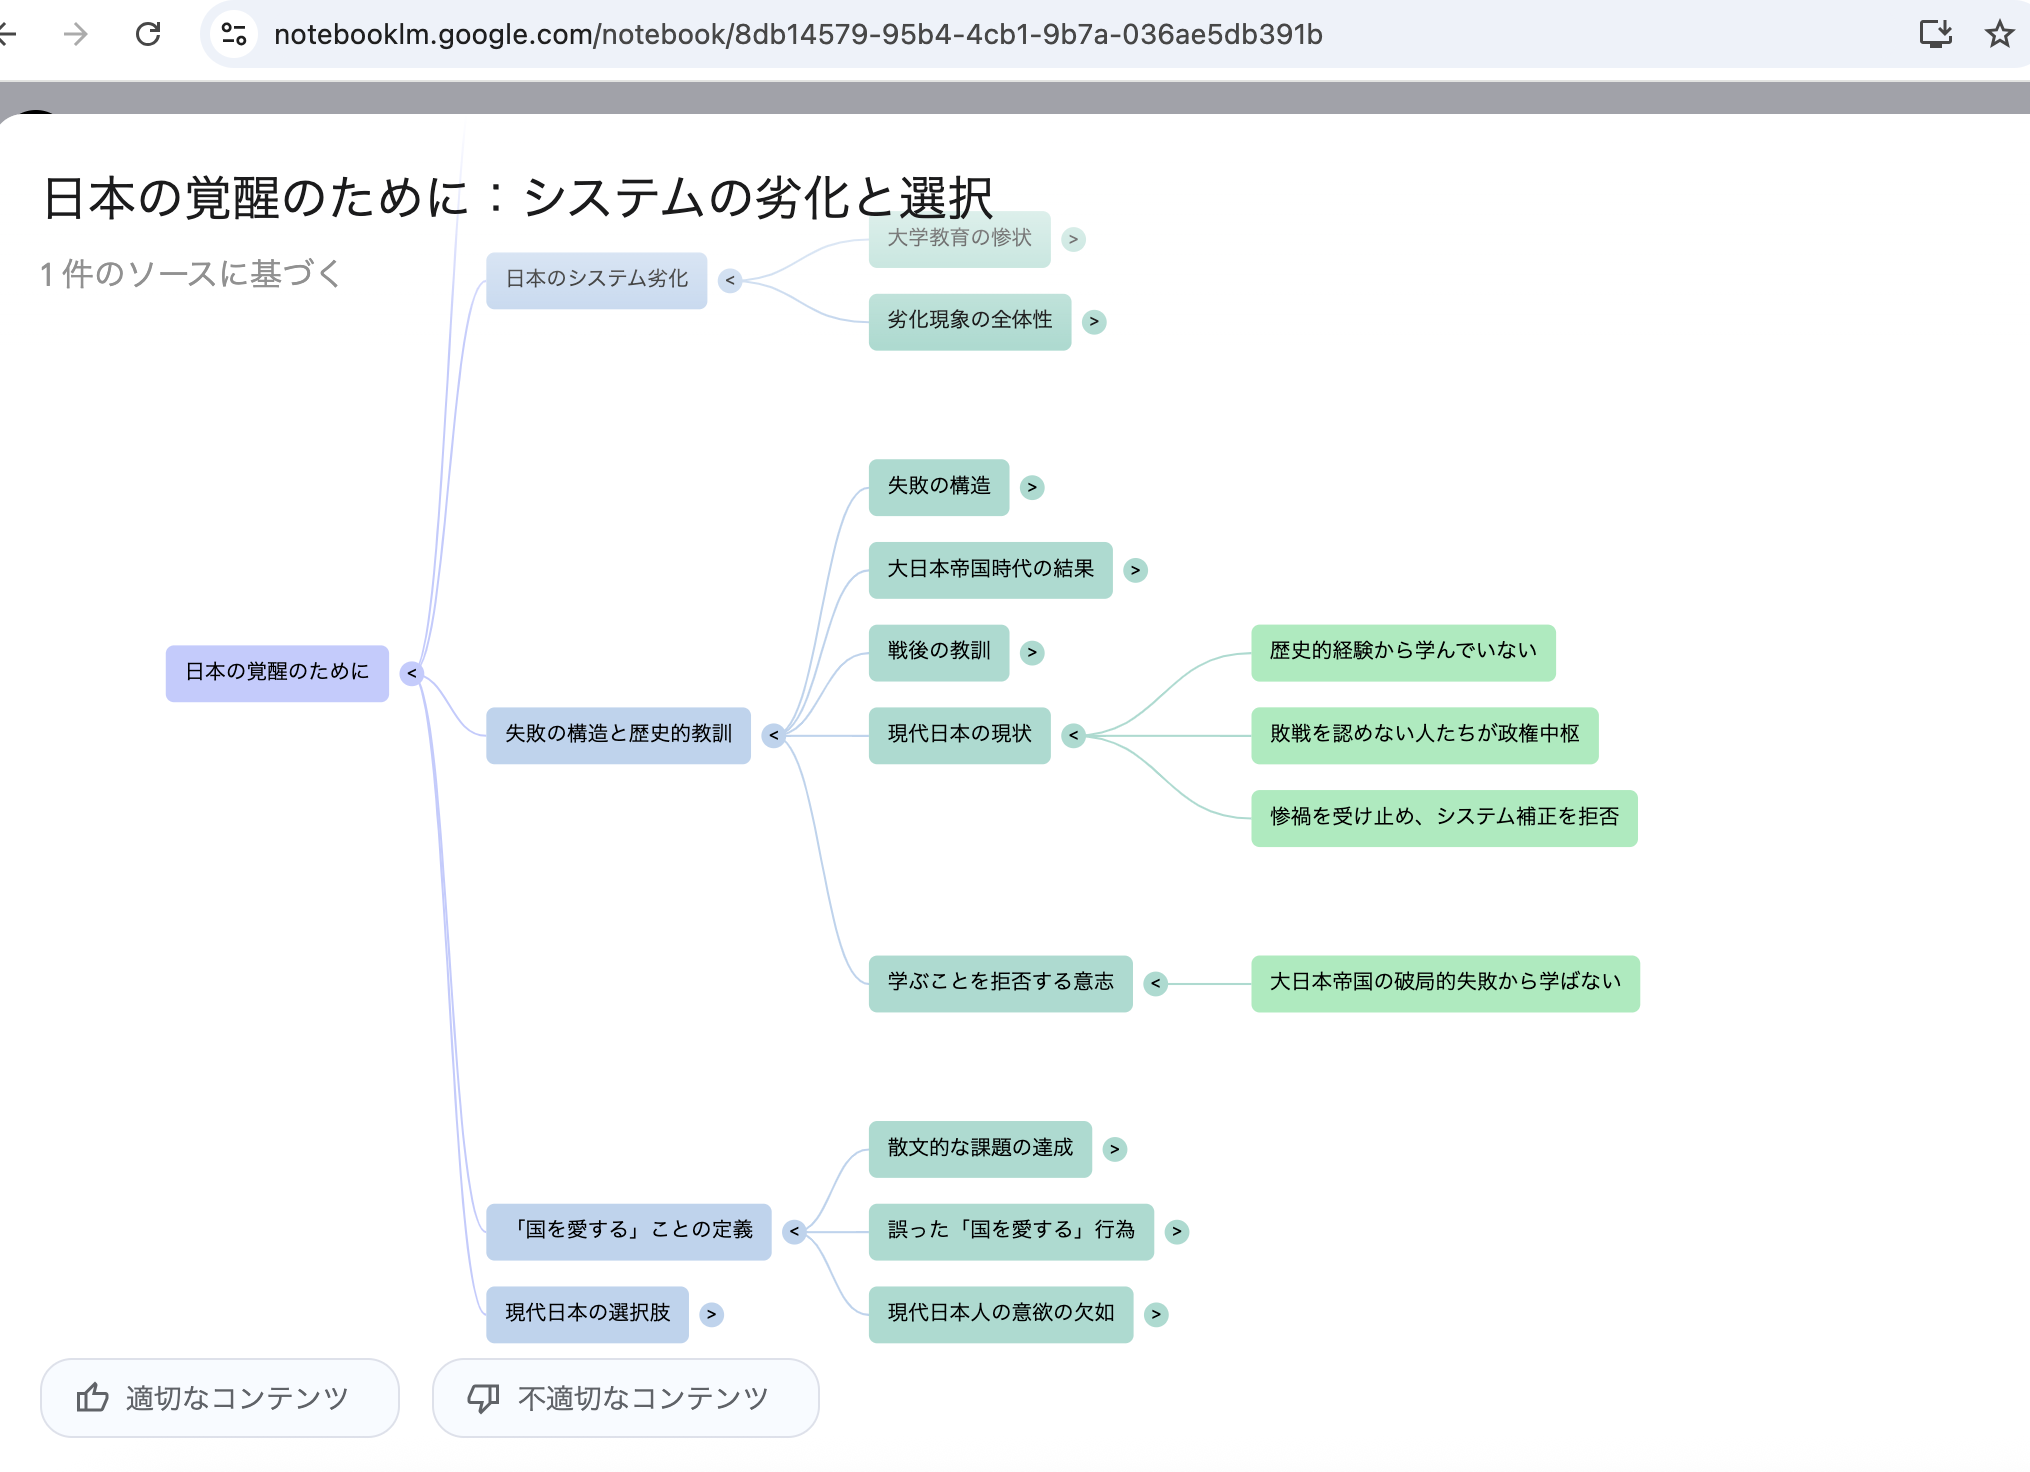 notebooklm.google.com/notebook/8db14579-95b4-4cb1-9b7a-036ae5db391b
日本の覚醒のために：システムの劣化と選択
1 件のソースに基づく
大学教育の惨状 >
日本のシステム劣化 <
劣化現象の全体性 >
失敗の構造 >
大日本帝国時代の結果 >
戦後の教訓 >
歴史的経験から学んでいない
日本の覚醒のために <
失敗の構造と歴史的教訓 <
現代日本の現状 <
敗戦を認めない人たちが政権中枢
惨禍を受け止め、システム補正を拒否
学ぶことを拒否する意志 <
大日本帝国の破局的失敗から学ばない
散文的な課題の達成 >
「国を愛する」ことの定義 <
誤った「国を愛する」行為 >
現代日本の選択肢 >
現代日本人の意欲の欠如 >
適切なコンテンツ
不適切なコンテンツ